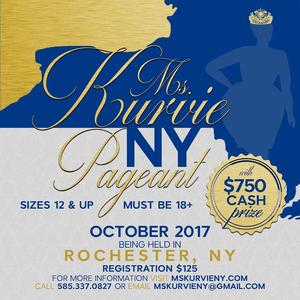 Ms.
Kurvie
NY
Pageant
with
$750
CASH
prize
SIZES 12 & UP MUST BE 18+
OCTOBER 2017
BEING HELD IN
ROCHESTER, NY
REGISTRATION $125
FOR MORE INFORMATION VISIT MSKURVIENY.COM
CALL 585.337.0827 OR EMAIL MSKURVIENY@GMAIL.COM